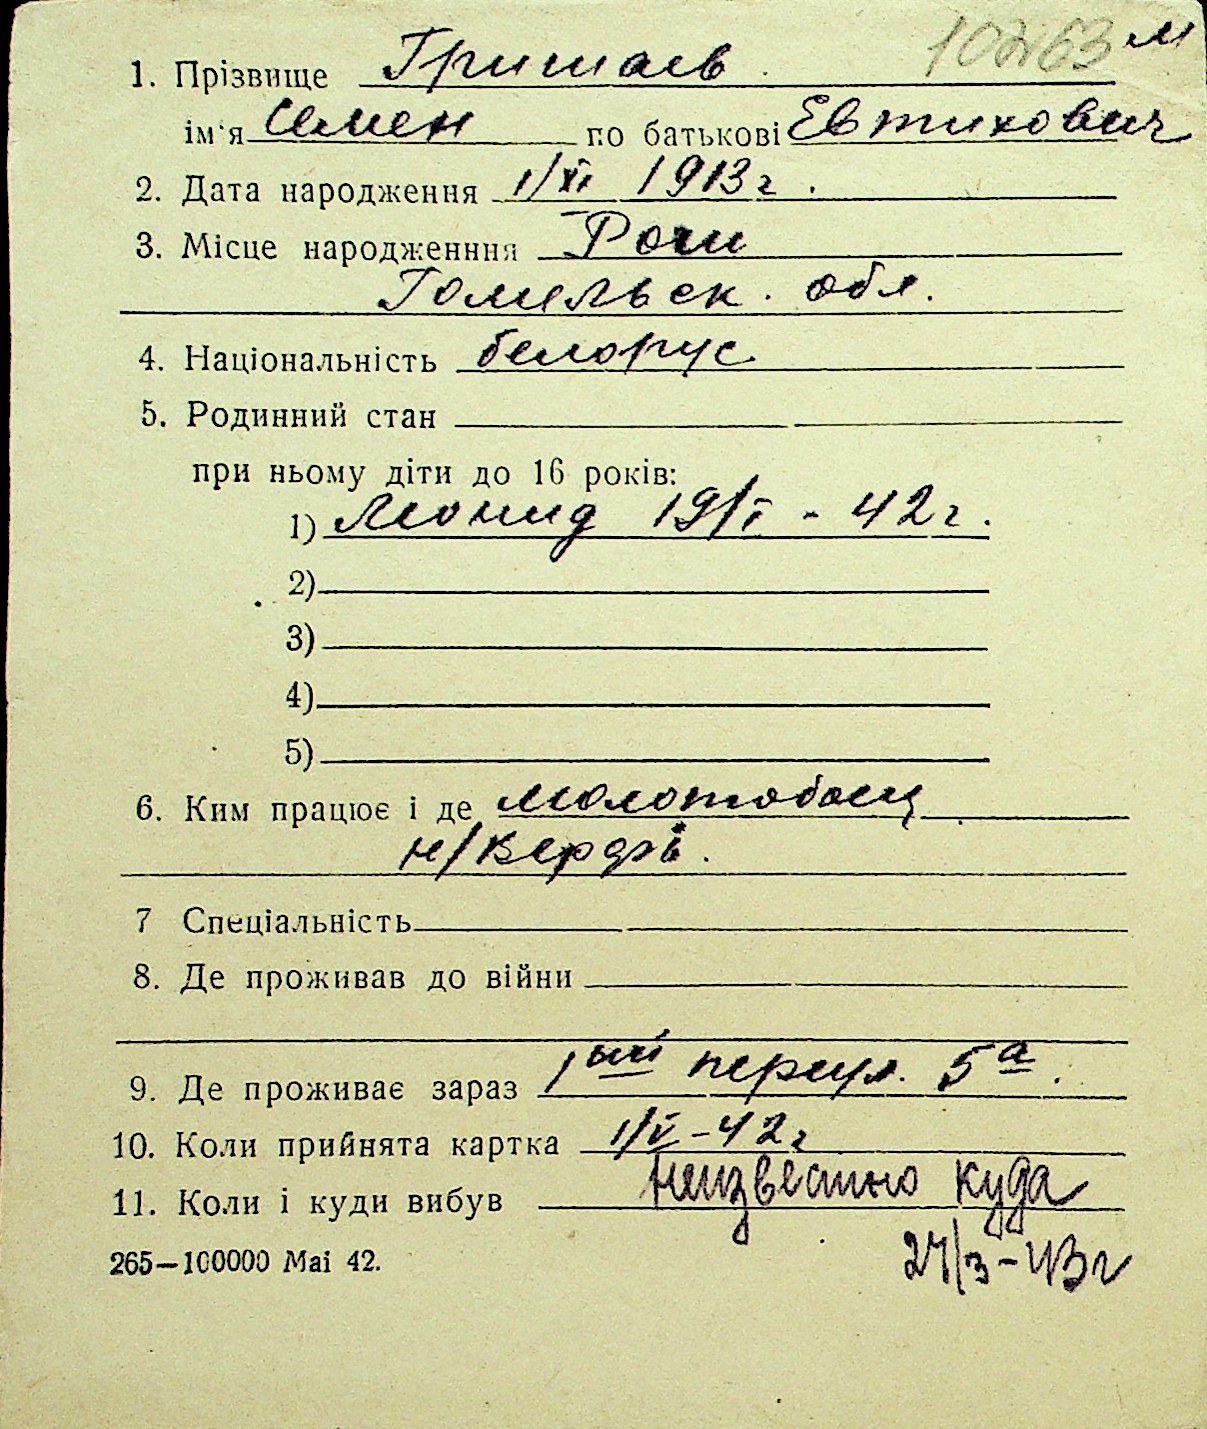 м
1. Прізвище Гришаев
ім'я Семен по батькові Евтихович
2. Дата народження 1/XI 1913 г.
3. Місце народженння Рочи
Гомельск. обл.
4. Національність белорус
5. Родинний стан
при ньому діти до 16 років:
1) Леонид 19/I - 42 г.
2)
3)
4)
5)
6. Ким працює і де молотобоец
7 Спеціальність
8. Де проживав до війни
9. Де проживає зараз 1ый переул. 5а.
10. Коли прийнята картка 1/V-42 г
11. Коли і куди вибув неизвестно куда
265—100000 Mai 42.
27/3-43 г